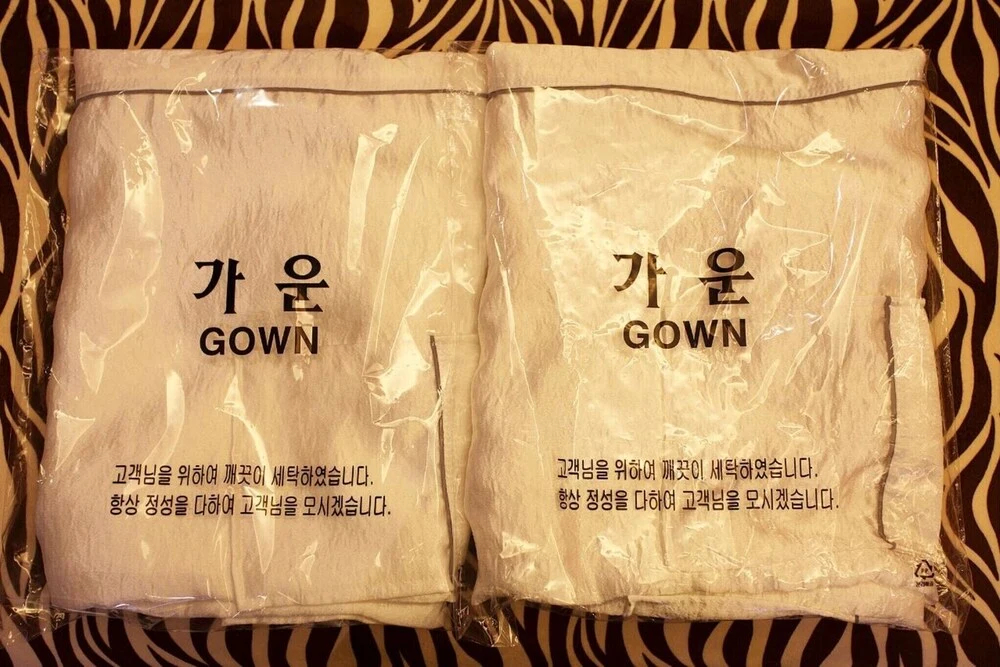 가운
GOWN
고객님을 위하여 깨끗이 세탁하였습니다.
항상 정성을 다하여 고객님을 모시겠습니다.
가운
GOWN
고객님을 위하여 깨끗이 세탁하였습니다.
항상 정성을 다하여 고객님을 모시겠습니다.